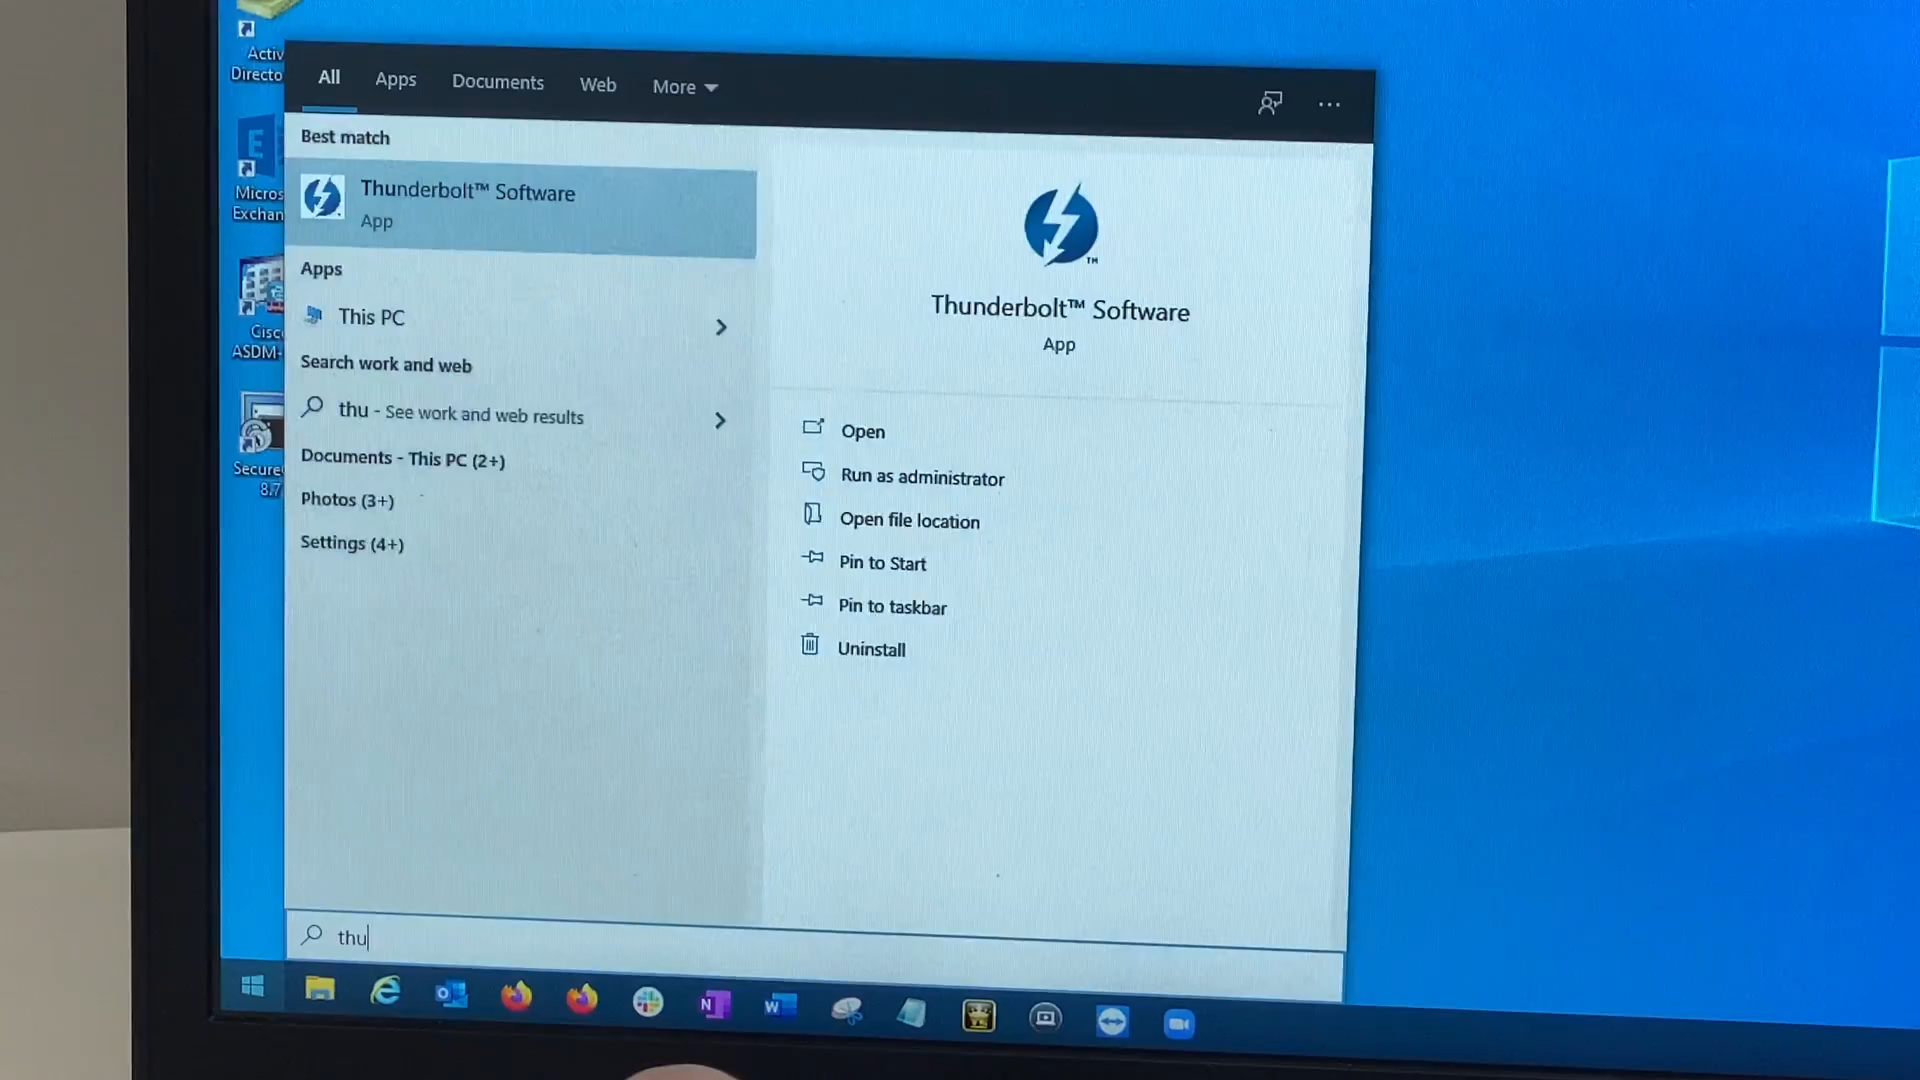 Activ
Directo
Micros
Exchan
Cisc
ASDM-
Secure
8.7
All Apps Documents Web More
Best match
Thunderbolt™ Software
App
Apps
This PC
Search work and web
thu - See work and web results
Documents - This PC (2+)
Photos (3+)
Settings (4+)
thu
Thunderbolt™ Software
App
Open
Run as administrator
Open file location
Pin to Start
Pin to taskbar
Uninstall